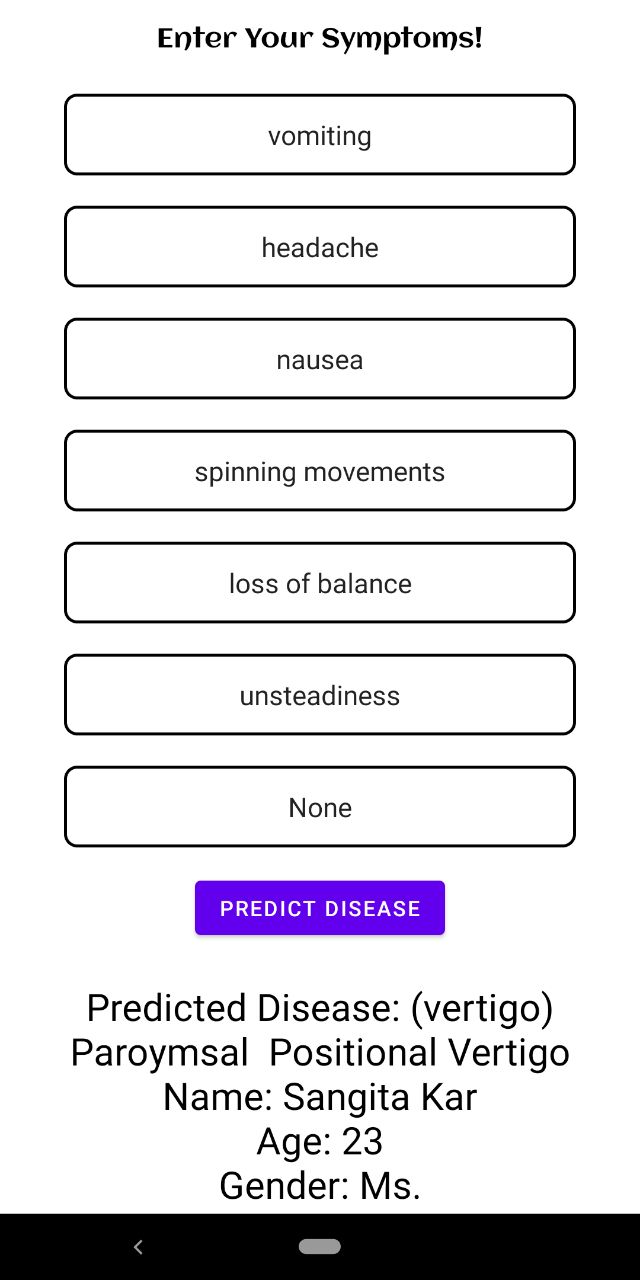 Enter Your Symptoms!
vomiting
headache
nausea
spinning movements
loss of balance
unsteadiness
None
PREDICT DISEASE
Predicted Disease: (vertigo)
Paroymsal  Positional Vertigo
Name: Sangita Kar
Age: 23
Gender: Ms.